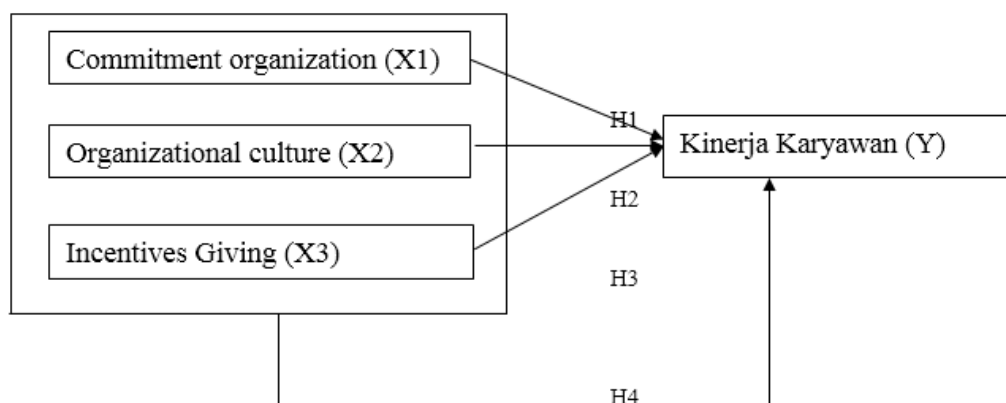 Commitment organization (X1)
H1
Kinerja Karyawan (Y)
Organizational culture (X2)
H2
Incentives Giving (X3)
H3
H4